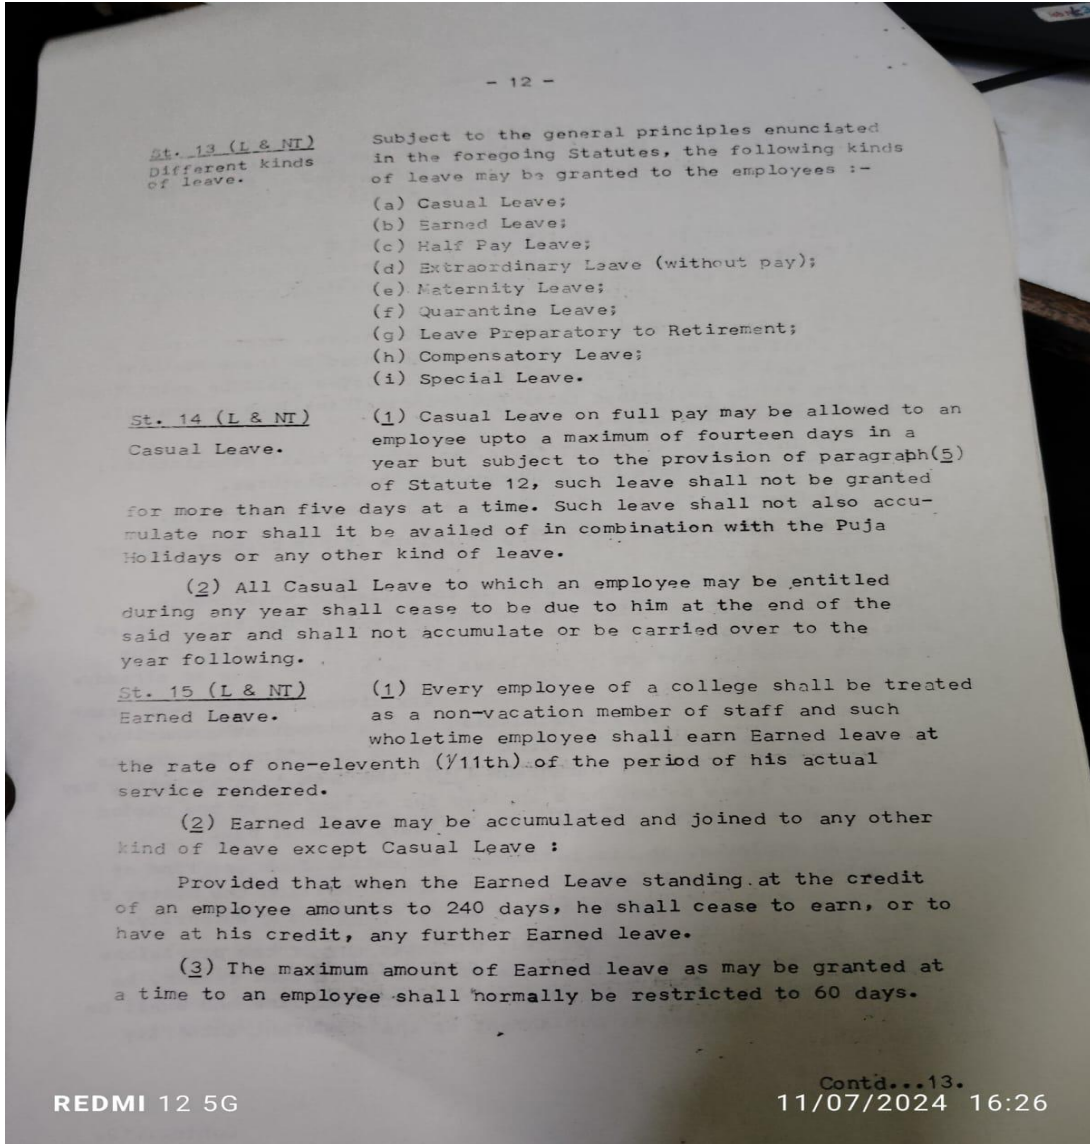 - 12 -
St. 13 (L & NT)
Different kinds
of leave.
Subject to the general principles enunciated
in the foregoing Statutes, the following kinds
of leave may be granted to the employees :-
(a) Casual Leave;
(b) Earned Leave;
(c) Half Pay Leave;
(d) Extraordinary Leave (without pay);
(e) Maternity Leave;
(f) Quarantine Leave;
(g) Leave Preparatory to Retirement;
(h) Compensatory Leave;
(i) Special Leave.
St. 14 (L & NT)
Casual Leave.
(1) Casual Leave on full pay may be allowed to an
employee upto a maximum of fourteen days in a
year but subject to the provision of paragraph(5)
of Statute 12, such leave shall not be granted
for more than five days at a time. Such leave shall not also accu-
mulate nor shall it be availed of in combination with the Puja
Holidays or any other kind of leave.
(2) All Casual Leave to which an employee may be entitled
during any year shall cease to be due to him at the end of the
said year and shall not accumulate or be carried over to the
year following.
St. 15 (L & NT)
Earned Leave.
(1) Every employee of a college shall be treated
as a non-vacation member of staff and such
wholetime employee shall earn Earned leave at
the rate of one-eleventh (1/11th) of the period of his actual
service rendered.
(2) Earned leave may be accumulated and joined to any other
kind of leave except Casual Leave :
Provided that when the Earned Leave standing at the credit
of an employee amounts to 240 days, he shall cease to earn, or to
have at his credit, any further Earned leave.
(3) The maximum amount of Earned leave as may be granted at
a time to an employee shall normally be restricted to 60 days.
Contd...13.
REDMI 12 5G
11/07/2024 16:26